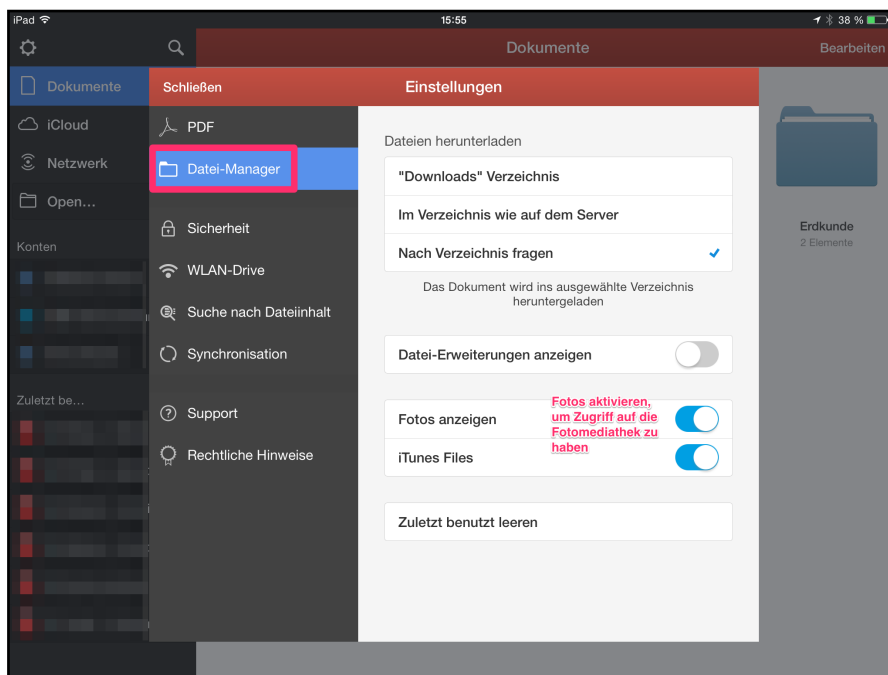 iPad
15:55
38 %
Dokumente
Bearbeiten
Dokumente
iCloud
Netzwerk
Open...
Konten
Zuletzt be...
Schließen
Einstellungen
PDF
Datei-Manager
Sicherheit
WLAN-Drive
Suche nach Dateiinhalt
Synchronisation
Support
Rechtliche Hinweise
Dateien herunterladen
"Downloads" Verzeichnis
Im Verzeichnis wie auf dem Server
Nach Verzeichnis fragen
Das Dokument wird ins ausgewählte Verzeichnis
heruntergeladen
Datei-Erweiterungen anzeigen
Fotos anzeigen
Fotos aktivieren,
um Zugriff auf die
Fotomediathek zu
haben
iTunes Files
Zuletzt benutzt leeren
Erdkunde
2 Elemente